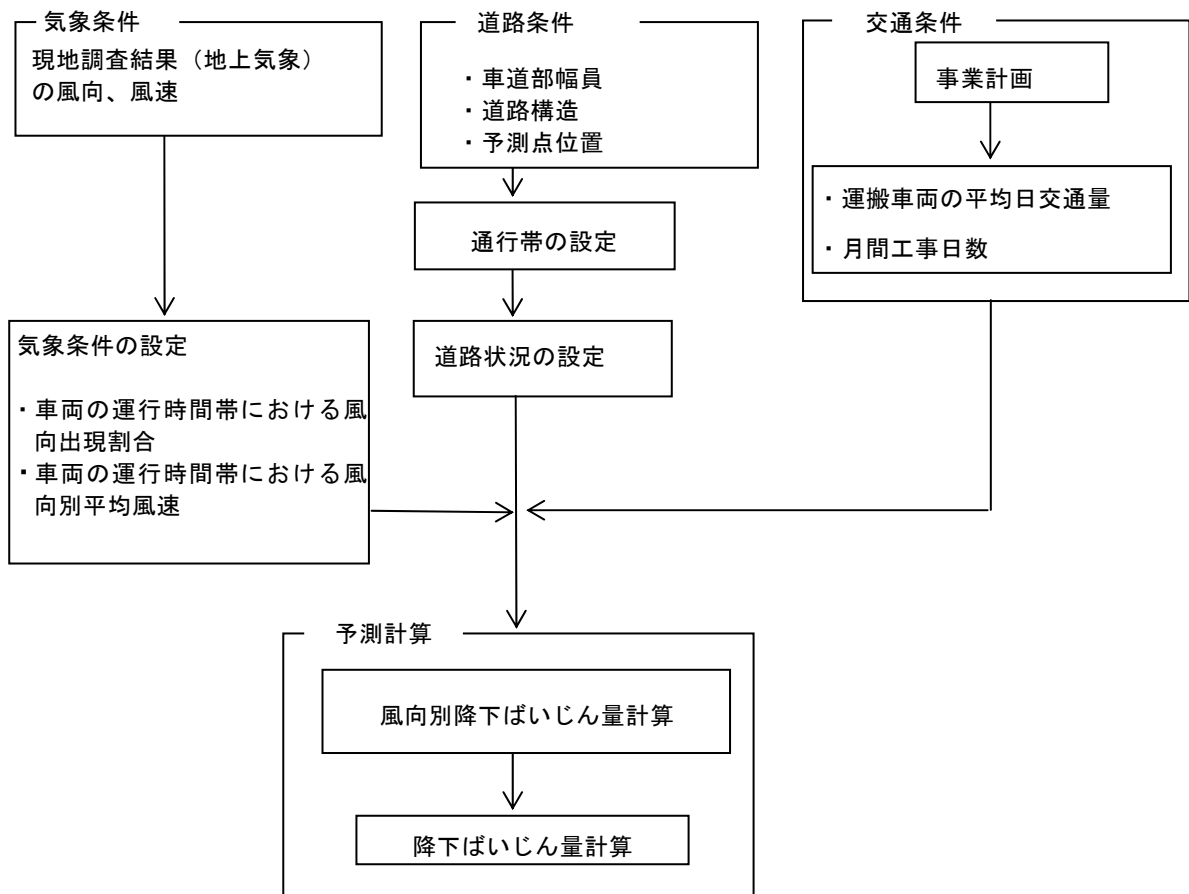 気象条件
現地調査結果（地上気象）
の風向、風速
道路条件
・車道部幅員
・道路構造
・予測点位置
交通条件
事業計画
・運搬車両の平均日交通量
・月間工事日数
通行帯の設定
気象条件の設定
・車両の運行時間帯における風
向出現割合
・車両の運行時間帯における風
向別平均風速
道路状況の設定
予測計算
風向別降下ばいじん量計算
降下ばいじん量計算